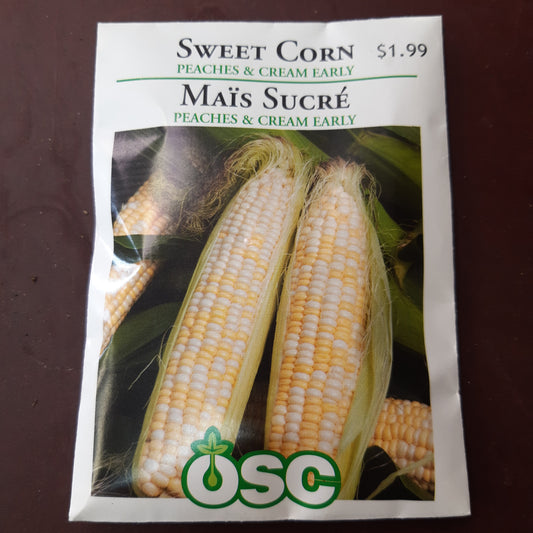 SWEET CORN $1.99
PEACHES & CREAM EARLY
MAÏS SUCRÉ
PEACHES & CREAM EARLY
OSC